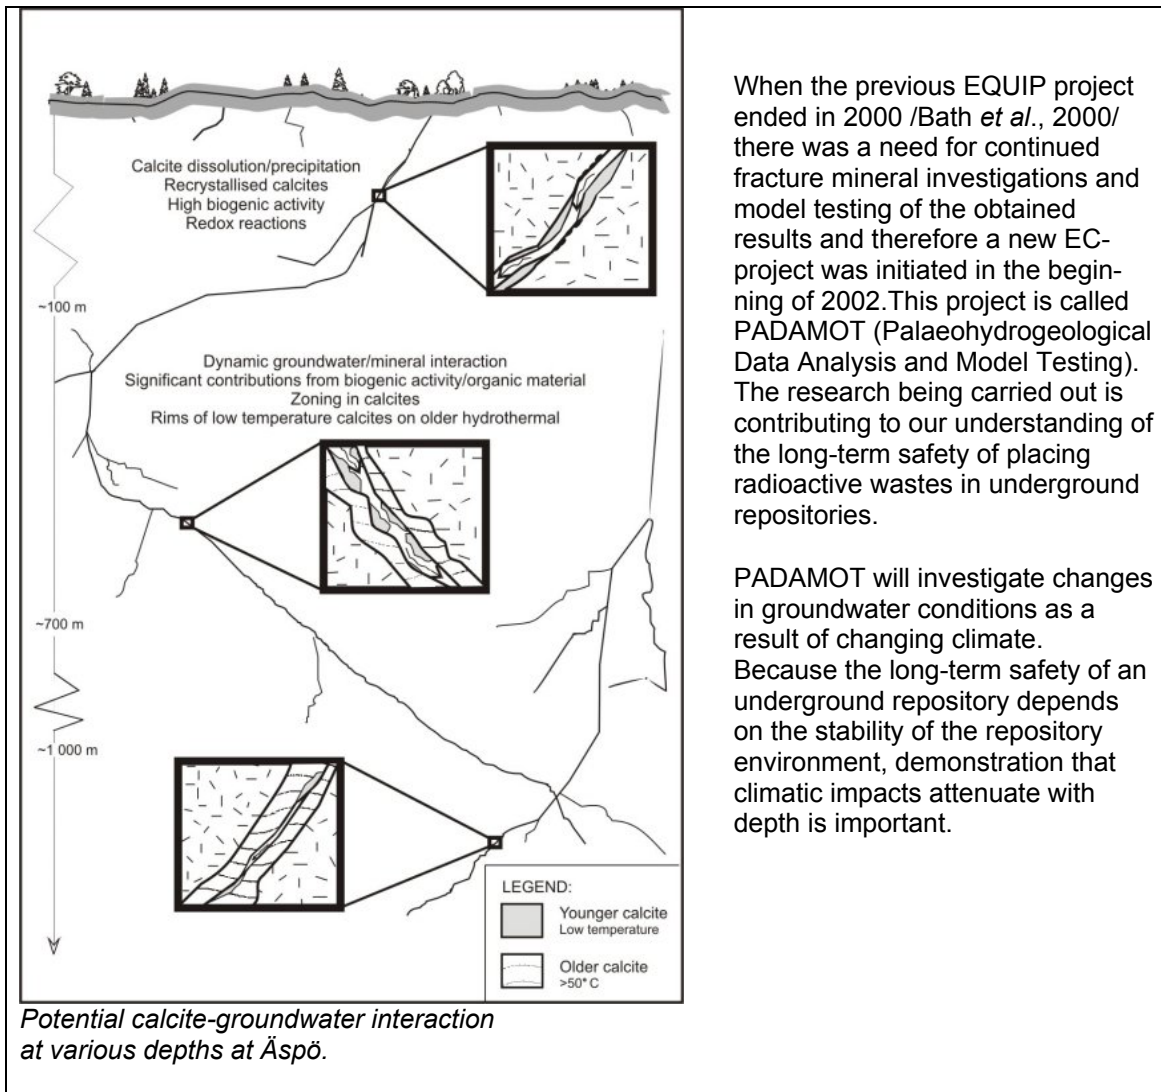 Calcite dissolution/precipitation
Recrystallised calcites
High biogenic activity
Redox reactions
~100 m
Dynamic groundwater/mineral interaction
Significant contributions from biogenic activity/organic material
Zoning in calcites
Rims of low temperature calcites on older hydrothermal
~700 m
~1 000 m
LEGEND:
Younger calcite
Low temperature
Older calcite
>50° C
Potential calcite-groundwater interaction
at various depths at Äspö.
When the previous EQUIP project
ended in 2000 /Bath et al., 2000/
there was a need for continued
fracture mineral investigations and
model testing of the obtained
results and therefore a new EC-
project was initiated in the begin-
ning of 2002.This project is called
PADAMOT (Palaeohydrogeological
Data Analysis and Model Testing).
The research being carried out is
contributing to our understanding of
the long-term safety of placing
radioactive wastes in underground
repositories.
PADAMOT will investigate changes
in groundwater conditions as a
result of changing climate.
Because the long-term safety of an
underground repository depends
on the stability of the repository
environment, demonstration that
climatic impacts attenuate with
depth is important.